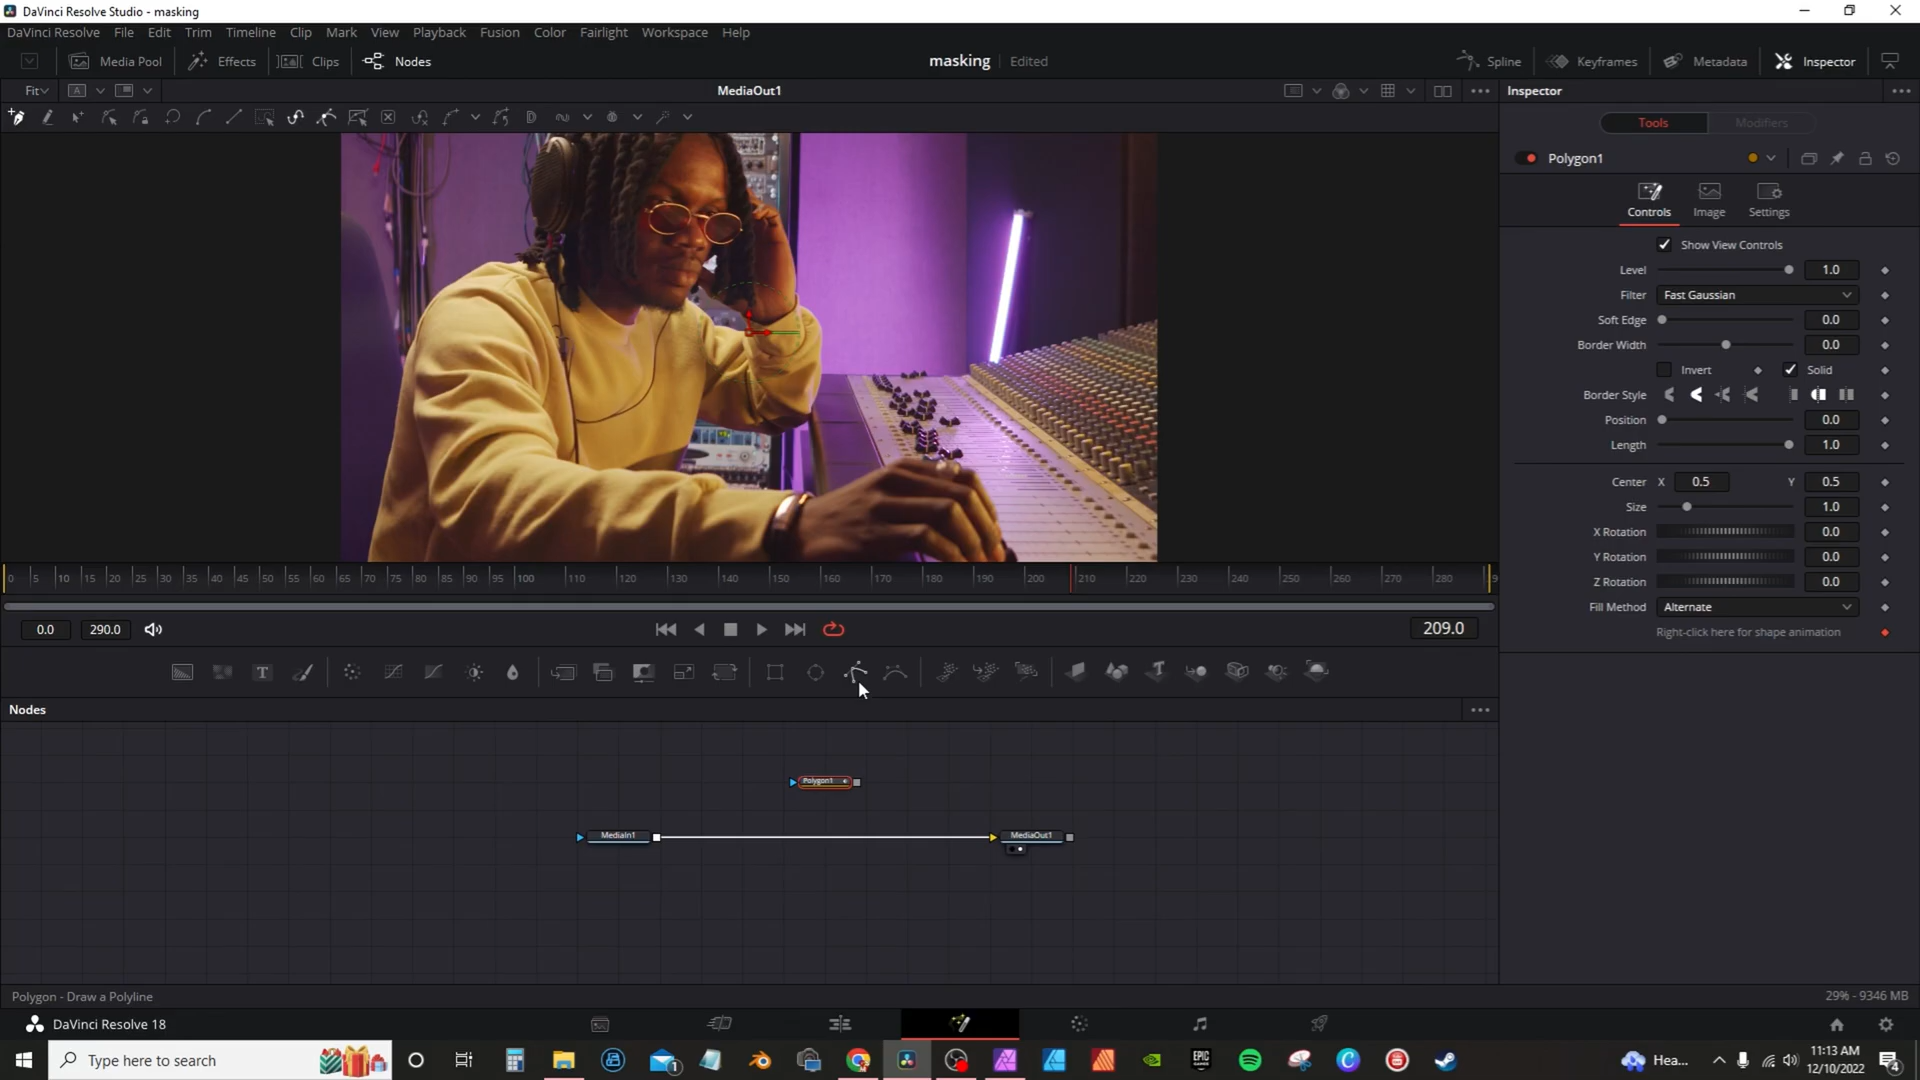 DaVinci Resolve Studio - masking
DaVinci Resolve File Edit Trim Timeline Clip Mark View Playback Fusion Color Fairlight Workspace Help
Media Pool Effects Clips Nodes masking Edited Spline Keyframes Metadata Inspector
Fit A MediaOut1 Inspector
Tools Modifiers
Polygon1
Controls Image Settings
Show View Controls
Level 1.0
Filter Fast Gaussian
Soft Edge 0.0
Border Width 0.0
Invert Solid
Border Style
Position 0.0
Length 1.0
Center X 0.5 Y 0.5
Size 1.0
X Rotation 0.0
Y Rotation 0.0
Z Rotation 0.0
Fill Method Alternate
Right-click here for shape animation
0 5 10 15 20 25 30 35 40 45 50 55 60 65 70 75 80 85 90 95 100 110 120 130 140 150 160 170 180 190 200 210 220 230 240 250 260 270 280
0.0 290.0 209.0
Nodes
Polygon1
MediaIn1 MediaOut1
Polygon - Draw a Polyline 29% - 9346 MB
DaVinci Resolve 18
Type here to search 1 EPIC Hea... 11:13 AM
12/10/2022 4